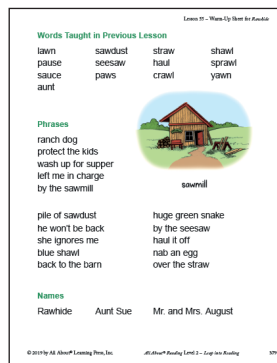 Lesson 55 – Warm-Up Sheet for Rawhide
Words Taught in Previous Lesson
lawn sawdust straw shawl
pause seesaw haul sprawl
sauce paws crawl yawn
aunt
Phrases
ranch dog
protect the kids
wash up for supper
left me in charge
by the sawmill
sawmill
pile of sawdust huge green snake
he won't be back by the seesaw
she ignores me haul it off
blue shawl nab an egg
back to the barn over the straw
Names
Rawhide Aunt Sue Mr. and Mrs. August
© 2019 by All About® Learning Press, Inc. All About® Reading Level 2 – Leap into Reading 379